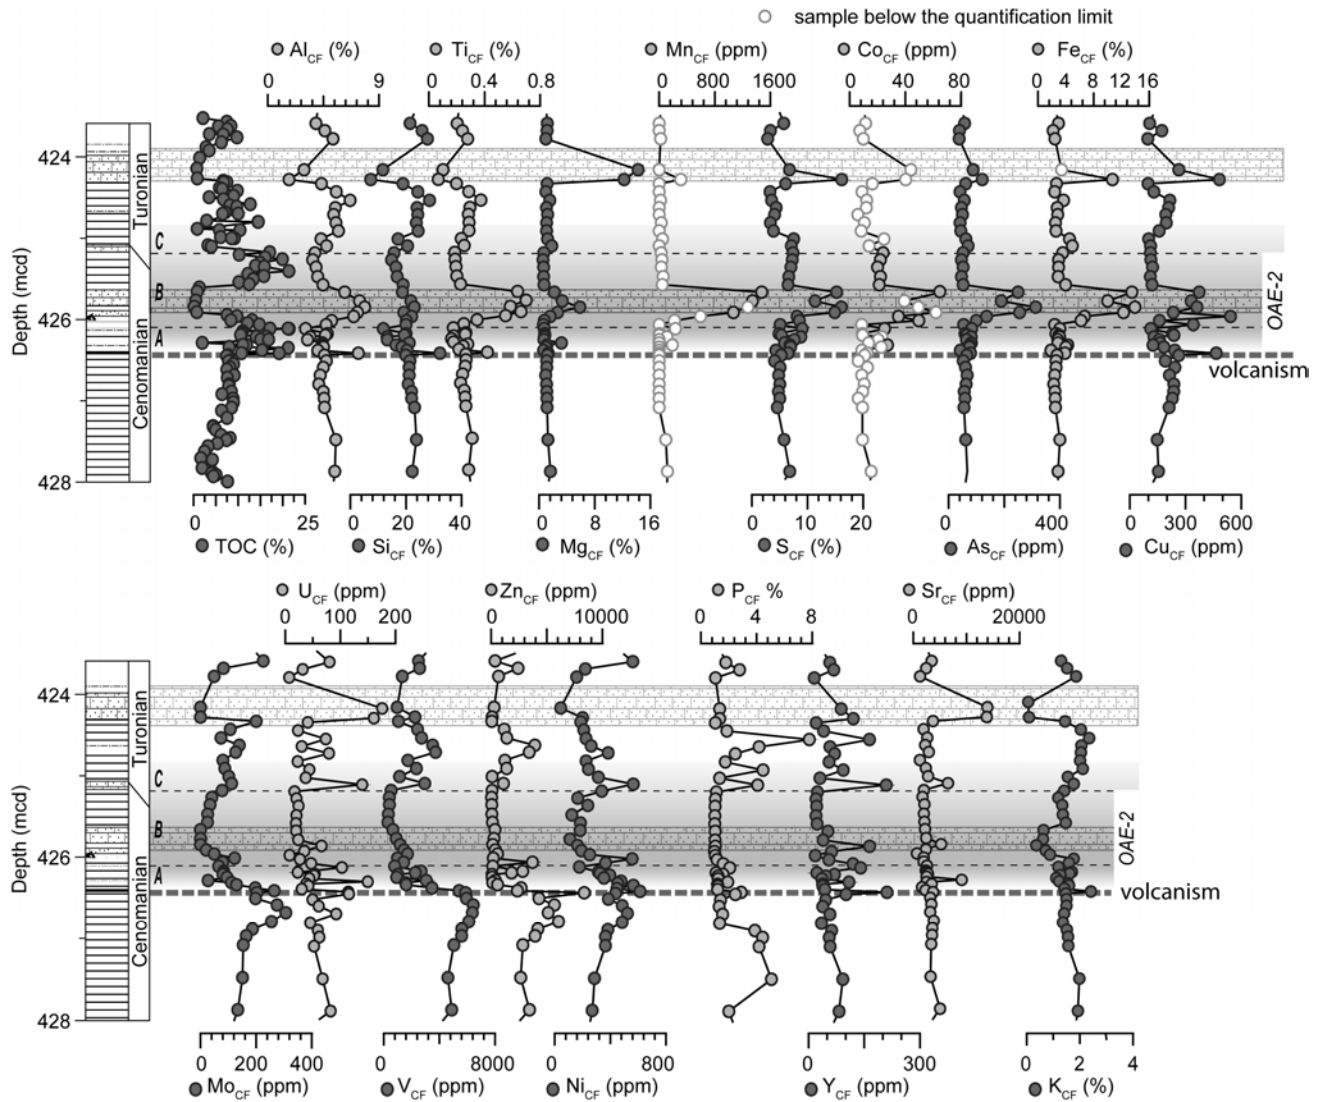 sample below the quantification limit
AlCF (%) TiCF (%) MnCF (ppm) CoCF (ppm) FeCF (%)
0 9 0 0.4 0.8 0 800 1600 0 40 80 0 4 8 12 16
424
Turonian
C
B
A
OAE-2
Depth (mcd)
426
Cenomanian
volcanism
428
0 25 0 20 40 0 8 16 0 10 20 0 400 0 300 600
TOC (%) SiCF (%) MgCF (%) SCF (%) AsCF (ppm) CuCF (ppm)
UCF (ppm) ZnCF (ppm) PCF % SrCF (ppm)
0 100 200 0 10000 0 4 8 0 20000
424
Turonian
C
B
A
OAE-2
Depth (mcd)
426
Cenomanian
volcanism
428
0 200 400 0 8000 0 800 0 300 0 2 4
MoCF (ppm) VCF (ppm) NiCF (ppm) YCF (ppm) KCF (%)